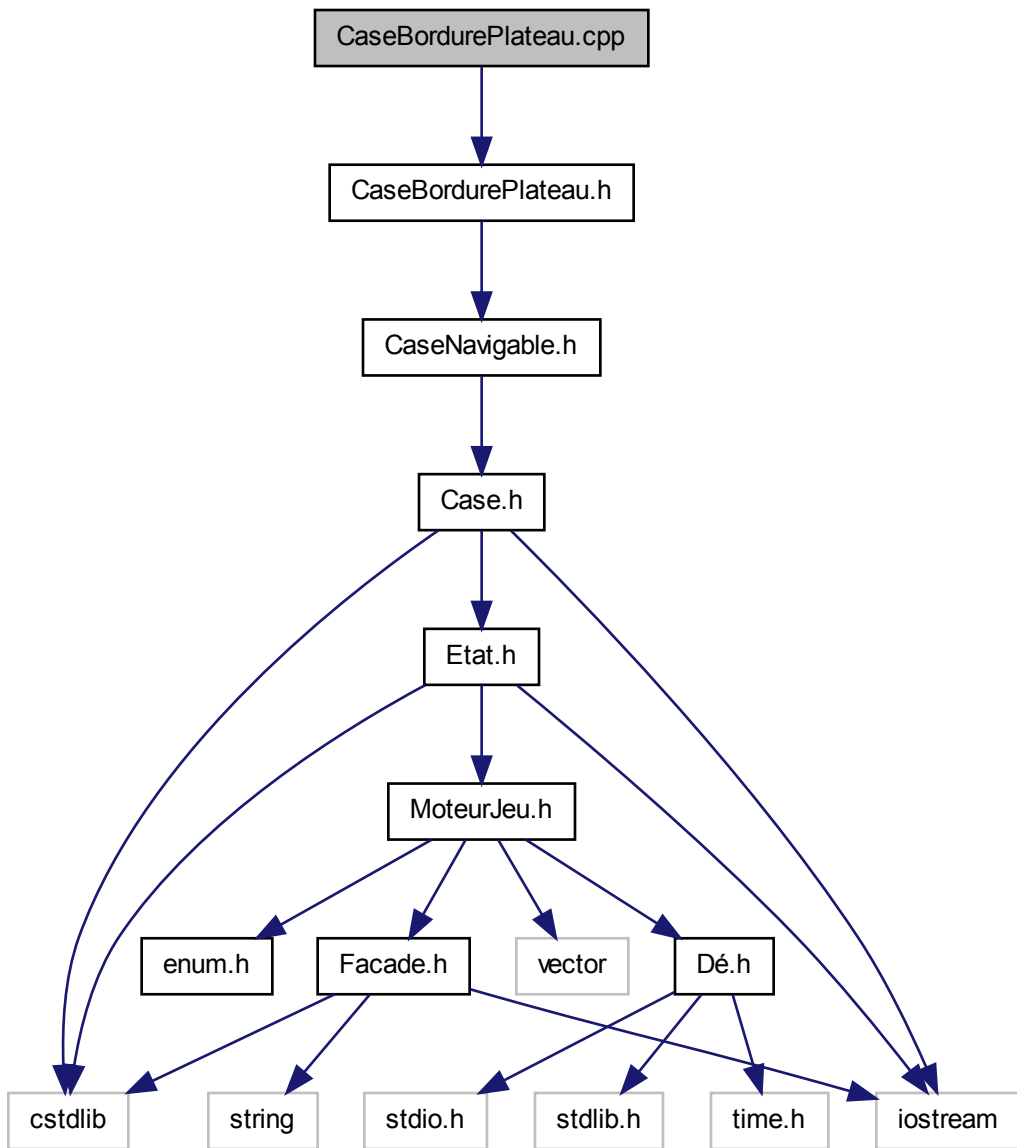 CaseBordurePlateau.cpp
CaseBordurePlateau.h
CaseNavigable.h
Case.h
Etat.h
MoteurJeu.h
enum.h
Facade.h
vector
Dé.h
cstdlib
string
stdio.h
stdlib.h
time.h
iostream